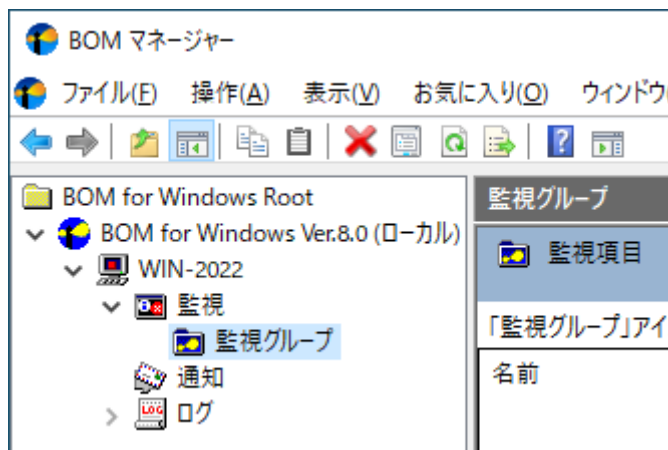 BOM マネージャー
ファイル(F) 操作(A) 表示(V) お気に入り(O) ウィンドウ(
BOM for Windows Root
BOM for Windows Ver.8.0 (ローカル)
WIN-2022
監視
監視グループ
通知
LOG ログ
監視グループ
監視項目
「監視グループ」アイ
名前